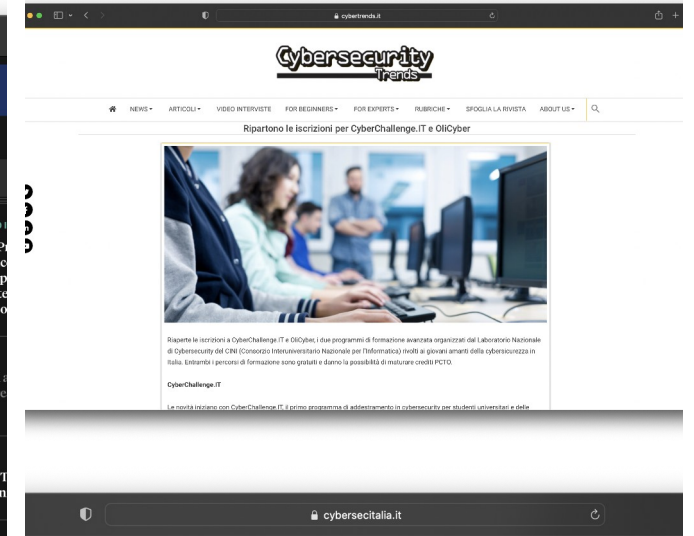 cybertrends.it
Cybersecurity
Trends
NEWS
ARTICOLI
VIDEO INTERVISTE
FOR BEGINNERS
FOR EXPERTS
RUBRICHE
SFOGLIA LA RIVISTA
ABOUT US
Ripartono le iscrizioni per CyberChallenge.IT e OliCyber
Riaperte le iscrizioni a CyberChallenge.IT e OliCyber, i due programmi di formazione avanzata organizzati dal Laboratorio Nazionale
di Cybersecurity del CINI (Consorzio Interuniversitario Nazionale per l'Informatica) rivolti ai giovani amanti della cybersicurezza in
Italia. Entrambi i percorsi di formazione sono gratuiti e danno la possibilità di maturare crediti PCTO.
CyberChallenge.IT
Le novità iniziano con CyberChallenge.IT, il primo programma di addestramento in cybersecurity per studenti universitari e delle
cybersecitalia.it